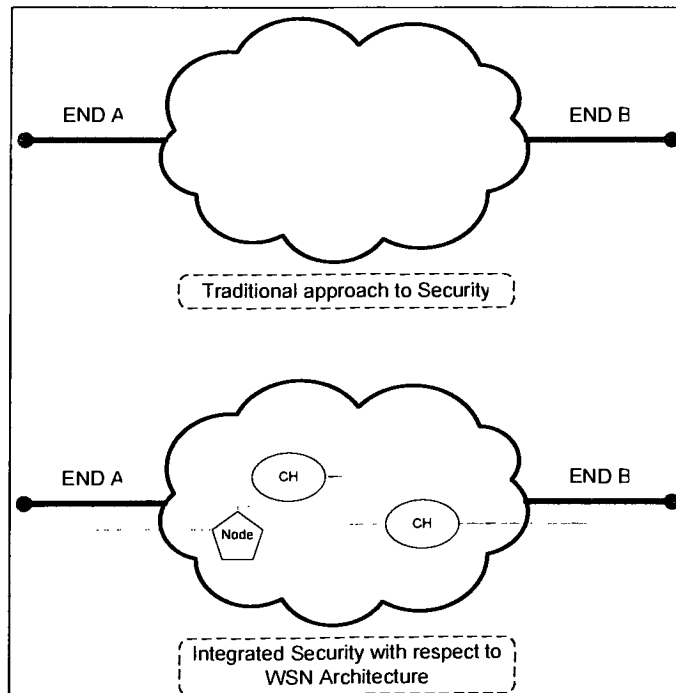 END A
END B
Traditional approach to Security
END A
END B
CH
CH
Node
Integrated Security with respect to
WSN Architecture